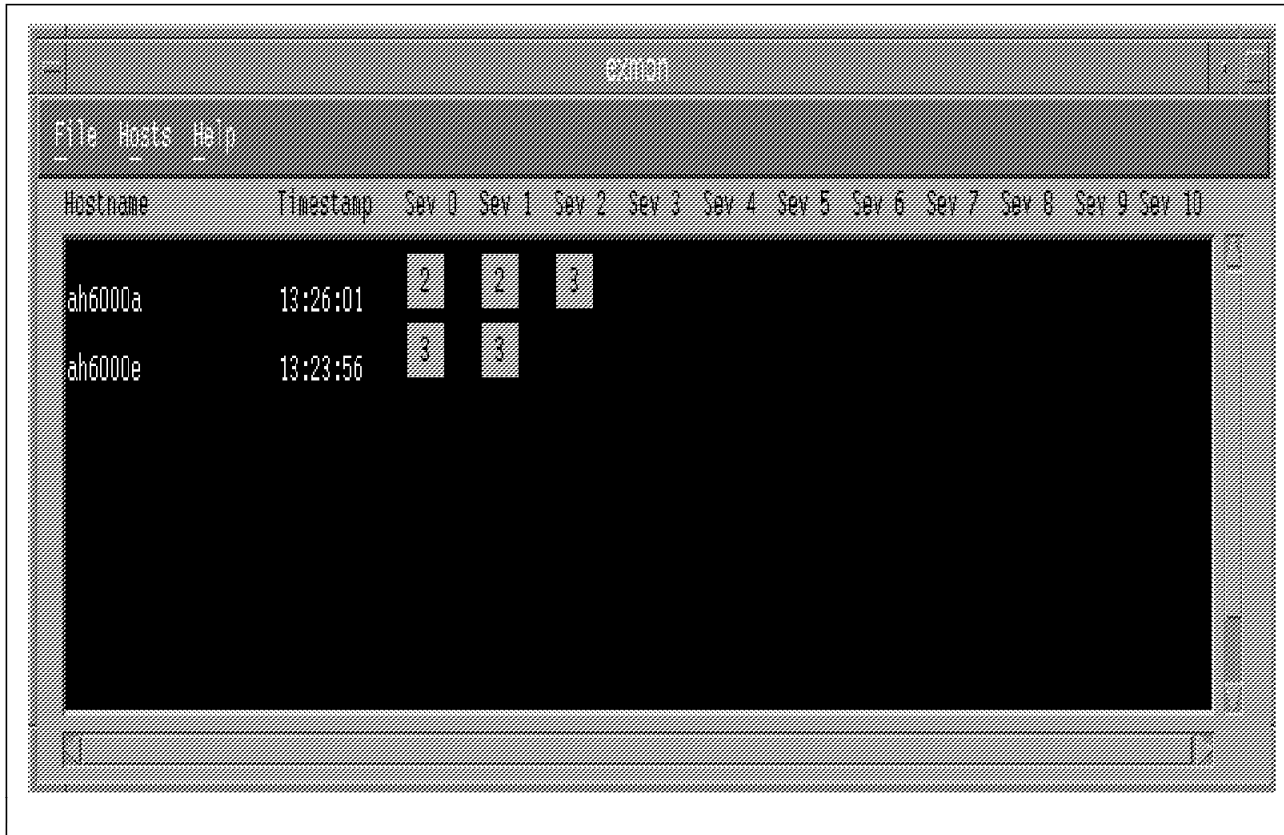 exmon
File Hosts Help
Hostname Timestamp Sev 0 Sev 1 Sev 2 Sev 3 Sev 4 Sev 5 Sev 6 Sev 7 Sev 8 Sev 9 Sev 10
ah6000a 13:26:01 2 2 3
ah6000e 13:23:56 3 3